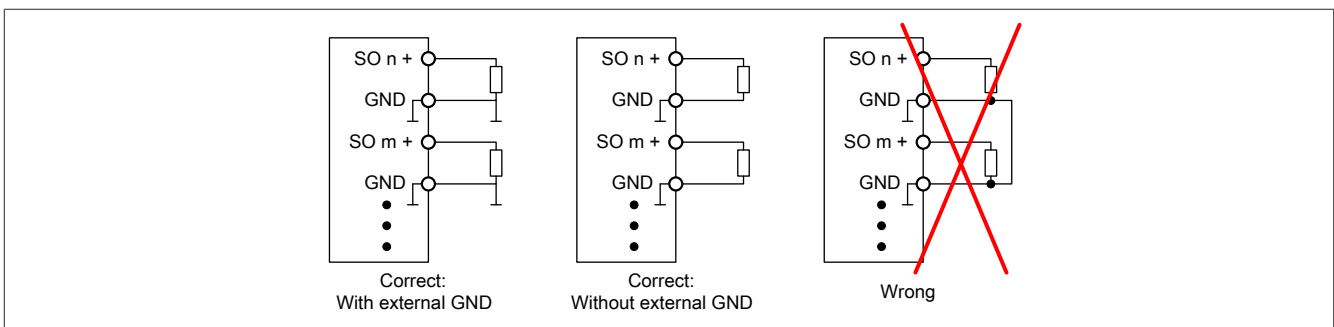 SO n +
GND
SO m +
GND
Correct:
With external GND
SO n +
GND
SO m +
GND
Correct:
Without external GND
SO n +
GND
SO m +
GND
Wrong